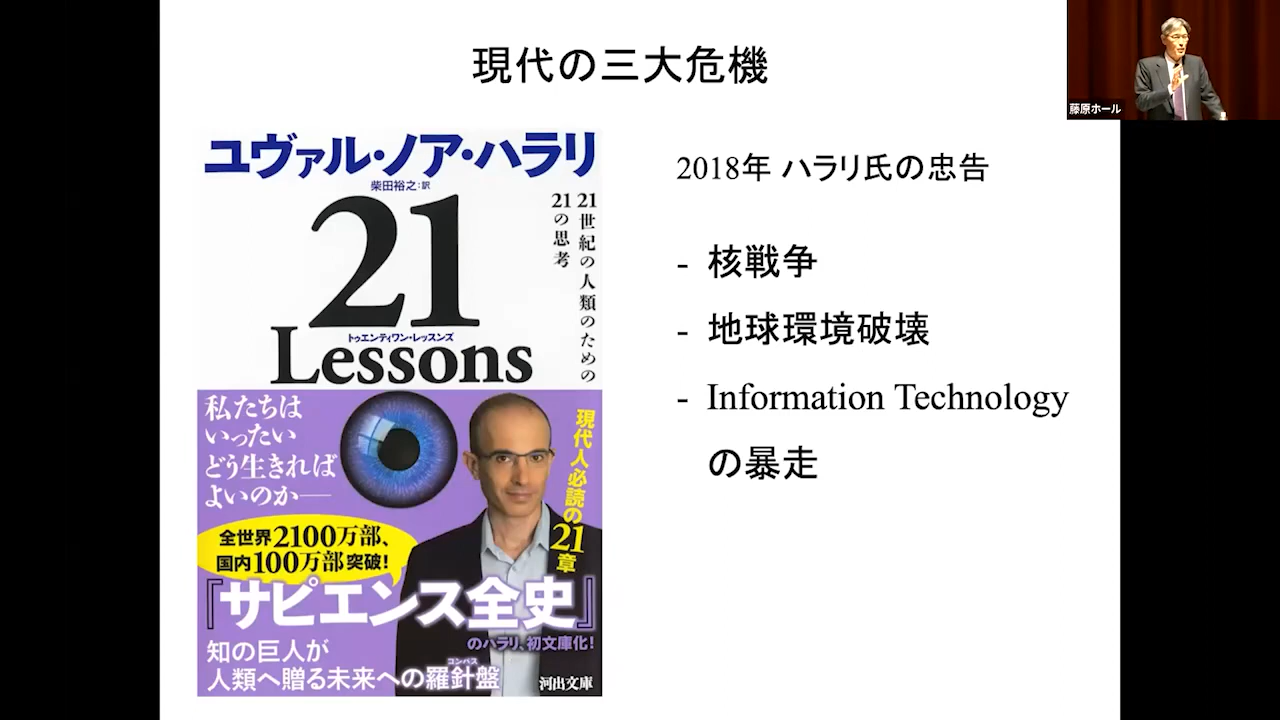 現代の三大危機
藤原ホール
ユヴァル・ノア・ハラリ
柴田裕之:訳
21
Lessons
トゥエンティワン・レッスンズ
21世紀の人類のための
21の思考
私たちは
いったい
どう生きれば
よいのか──
現代人必読の21章
全世界2100万部、
国内100万部突破!
『サピエンス全史』
のハラリ、初文庫化!
知の巨人が
人類へ贈る未来への羅針盤
コンパス
河出文庫
2018年 ハラリ氏の忠告
- 核戦争
- 地球環境破壊
- Information Technology
の暴走